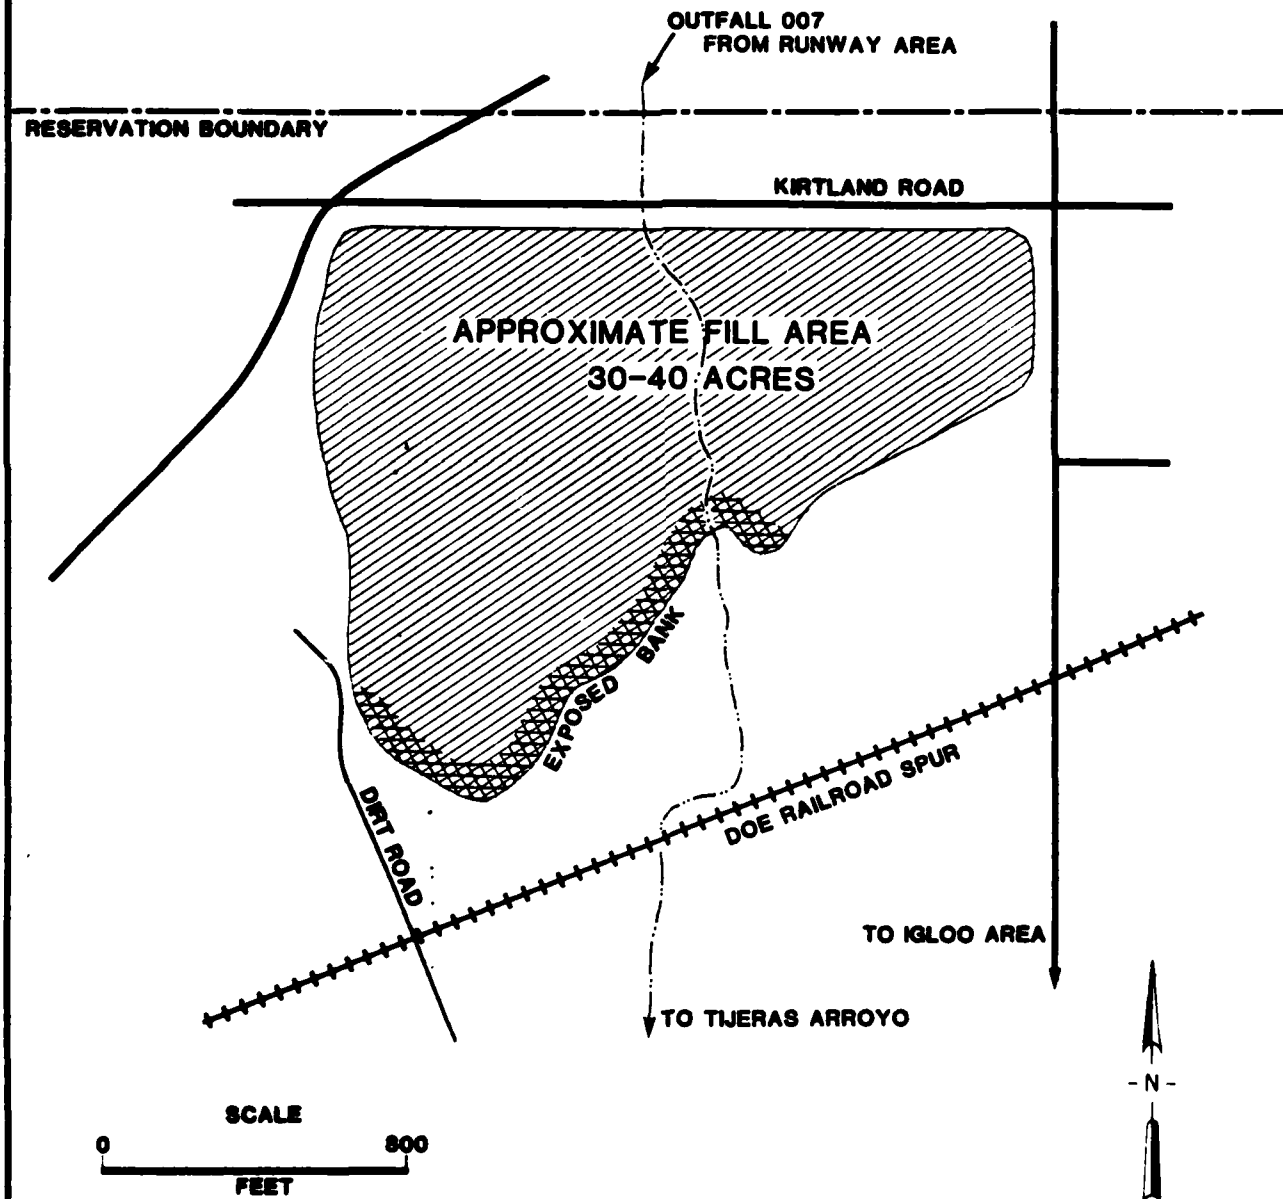 OUTFALL 007
FROM RUNWAY AREA
RESERVATION BOUNDARY
KIRTLAND ROAD
APPROXIMATE FILL AREA
30-40 ACRES
EXPOSED BANK
DOE RAILROAD SPUR
DIRT ROAD
TO IGLOO AREA
TO TIJERAS ARROYO
-N-
SCALE
0 800
FEET